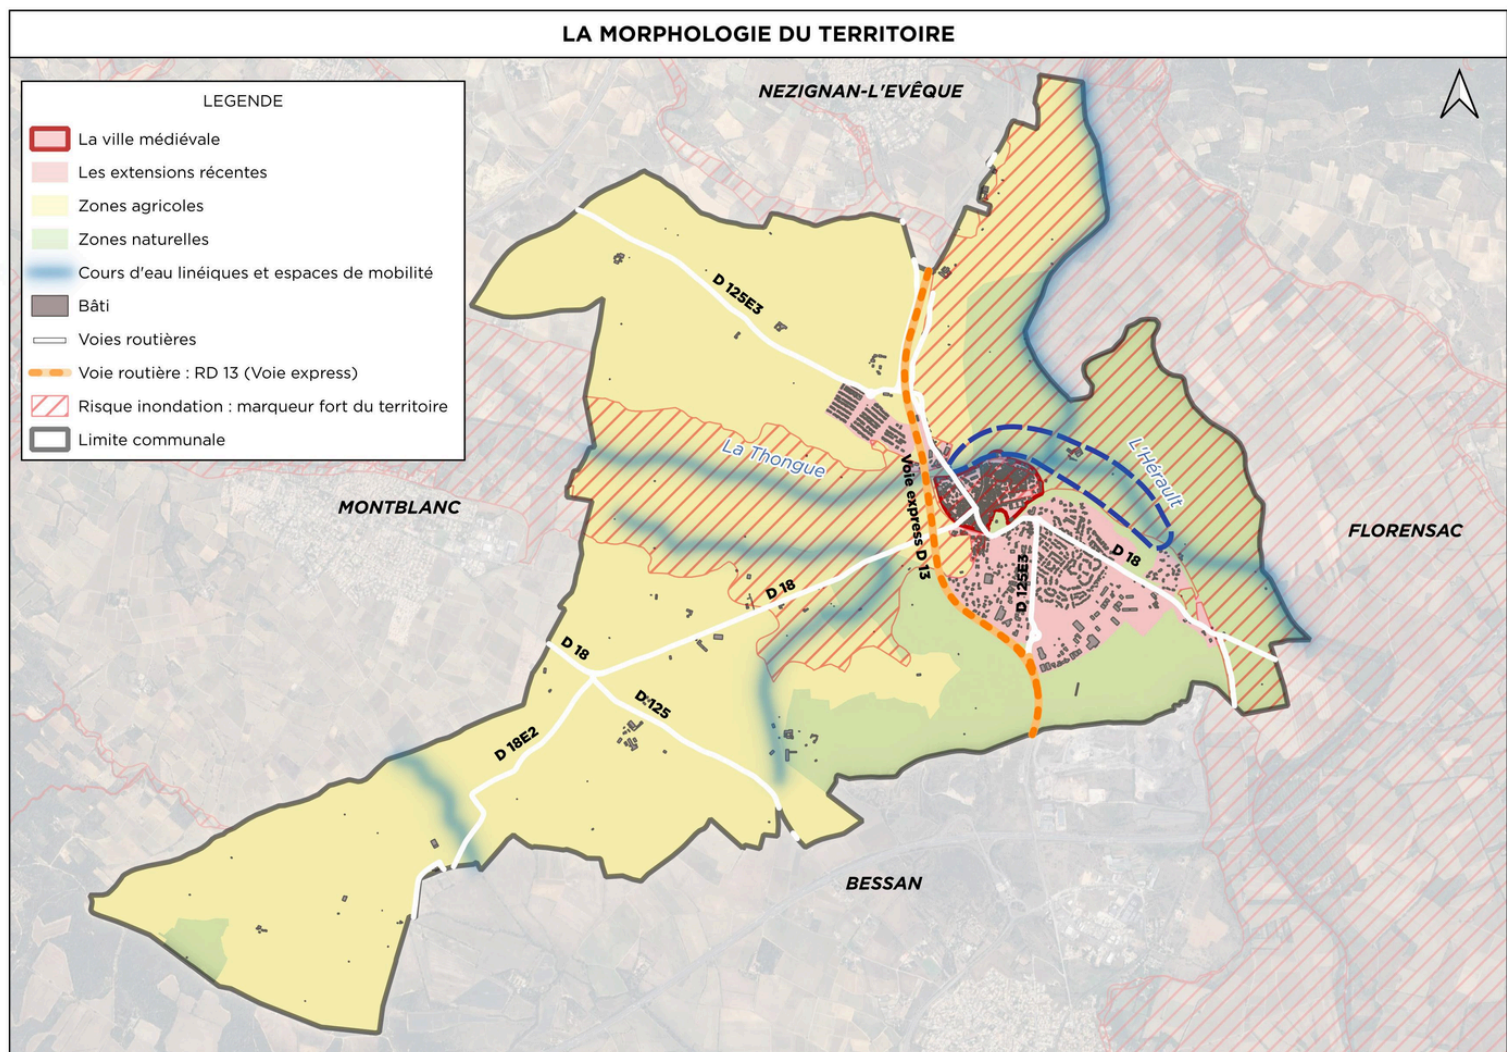 LA MORPHOLOGIE DU TERRITOIRE
LEGENDE
La ville médiévale
Les extensions récentes
Zones agricoles
Zones naturelles
Cours d'eau linéiques et espaces de mobilité
Bâti
Voies routières
Voie routière : RD 13 (Voie express)
Risque inondation : marqueur fort du territoire
Limite communale
NEZIGNAN-L'EVÊQUE
D 125E3
La Thongue
L'Hérault
Voie express D 13
MONTBLANC
FLORENSAC
D 18
D 125E3
D 18
D 18
D 125
D 18E2
BESSAN